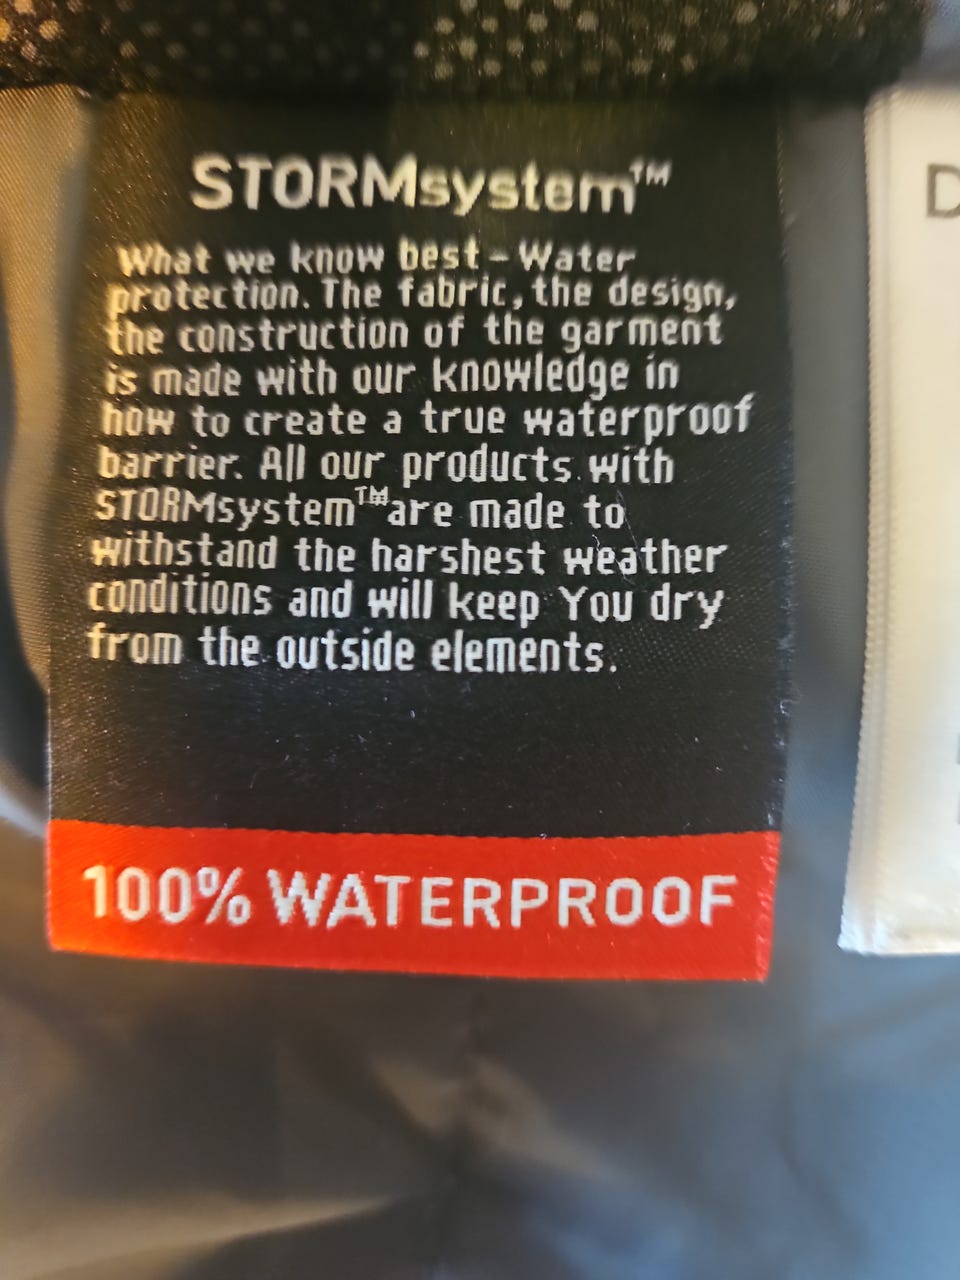 STORMsystem™
What we know best - Water
protection. The fabric, the design,
the construction of the garment
is made with our knowledge in
how to create a true waterproof
barrier. All our products with
STORMsystem™ are made to
withstand the harshest weather
conditions and will keep You dry
from the outside elements.
100% WATERPROOF
D